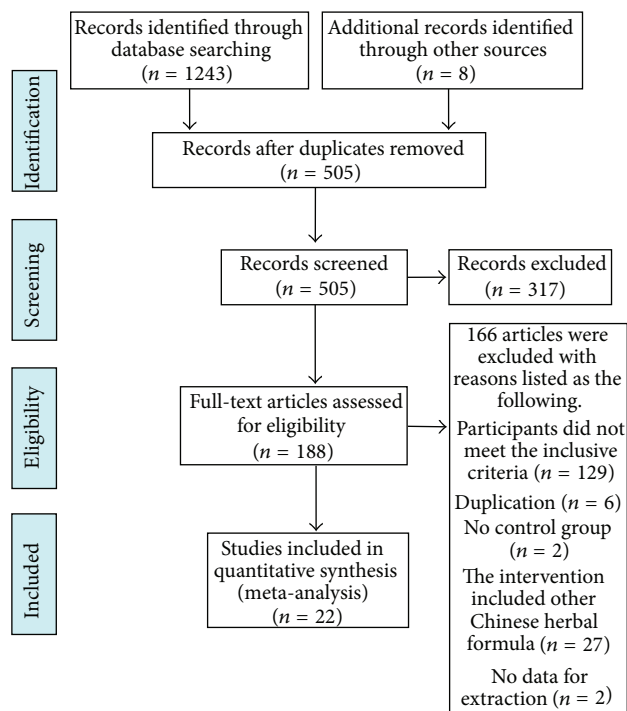 Records identified through
database searching
(n = 1243)
Additional records identified
through other sources
(n = 8)
Identification
Records after duplicates removed
(n = 505)
Screening
Records screened
(n = 505)
Records excluded
(n = 317)
Eligibility
Full-text articles assessed
for eligibility
(n = 188)
166 articles were
excluded with
reasons listed as the
following.
Participants did not
meet the inclusive
criteria (n = 129)
Duplication (n = 6)
No control group
(n = 2)
The intervention
included other
Chinese herbal
formula (n = 27)
No data for
extraction (n = 2)
Included
Studies included in
quantitative synthesis
(meta-analysis)
(n = 22)